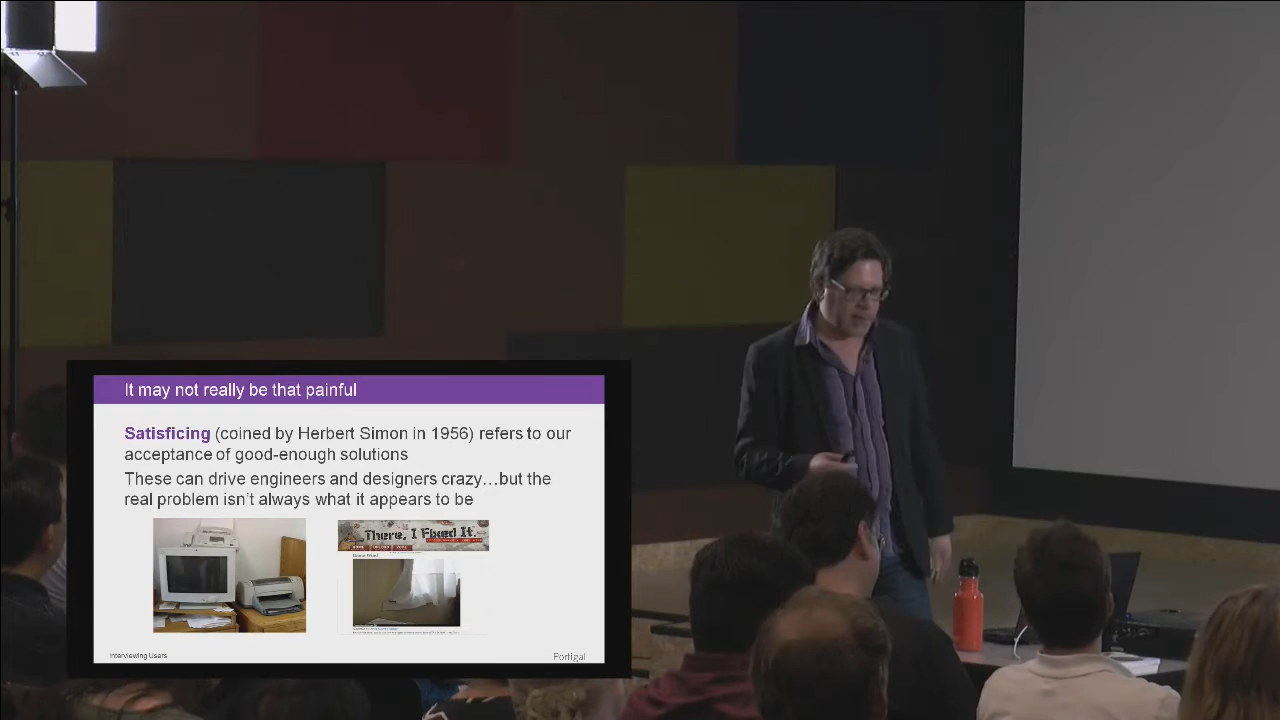 It may not really be that painful
Satisficing (coined by Herbert Simon in 1956) refers to our
acceptance of good-enough solutions
These can drive engineers and designers crazy…but the
real problem isn't always what it appears to be
There, I Fixed It.
Interviewing Users
Portigal